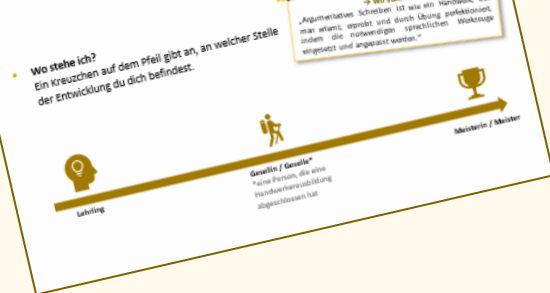 „Argumentatives Schreiben ist wie ein Handwerk,
man erlernt, erprobt und durch Übung perfektioniert,
indem die notwendigen sprachlichen Werkzeuge
eingesetzt und angepasst werden.“
Wo stehe ich?
Ein Kreuzchen auf dem Pfeil gibt an, an welcher Stelle
der Entwicklung du dich befindest.
Lehrling
Gesellin / Geselle*
*eine Person, die eine
Handwerkerausbildung
abgeschlossen hat
Meisterin / Meister